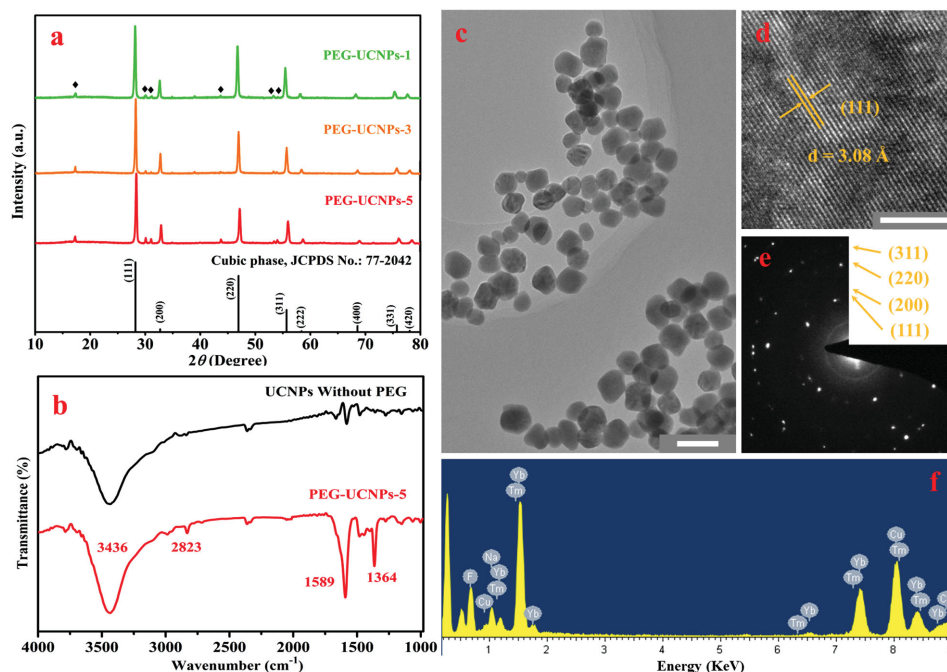 a
PEG-UCNPs-1
PEG-UCNPs-3
PEG-UCNPs-5
Cubic phase, JCPDS No.: 77-2042
(111)
(200)
(220)
(311)
(222)
(400)
(331)
(420)
Intensity (a.u.)
10 20 30 40 50 60 70 80
2θ (Degree)
b
UCNPs Without PEG
PEG-UCNPs-5
3436
2823
1589
1364
Transmittance (%)
4000 3500 3000 2500 2000 1500 1000
Wavenumber (cm⁻¹)
c
d
(111)
d = 3.08 Å
e
(311)
(220)
(200)
(111)
f
Yb
Tm
F
Na
Yb
Tm
Cu
Yb
Yb
Tm
Yb
Tm
Cu
Tm
Yb
Tm
Yb
1 2 3 4 5 6 7 8
Energy (KeV)